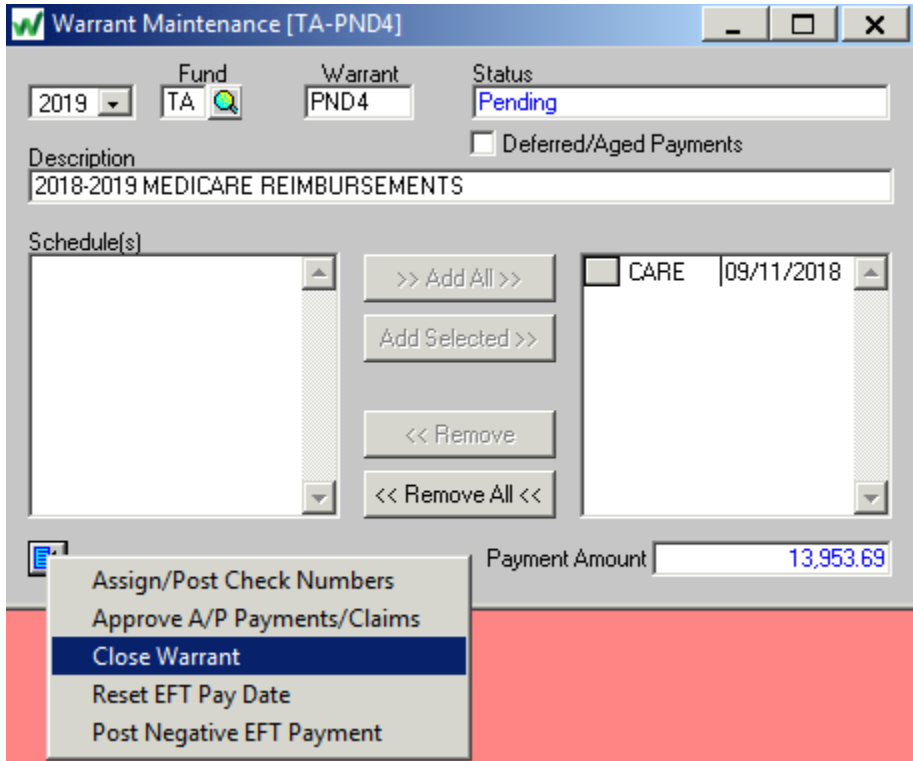 Warrant Maintenance [TA-PND4]
Fund Warrant Status
2019 TA PND4 Pending
Deferred/Aged Payments
Description
2018-2019 MEDICARE REIMBURSEMENTS
Schedule(s)
>> Add All >>
CARE 09/11/2018
Add Selected >>
<< Remove
<< Remove All <<
Payment Amount 13,953.69
Assign/Post Check Numbers
Approve A/P Payments/Claims
Close Warrant
Reset EFT Pay Date
Post Negative EFT Payment